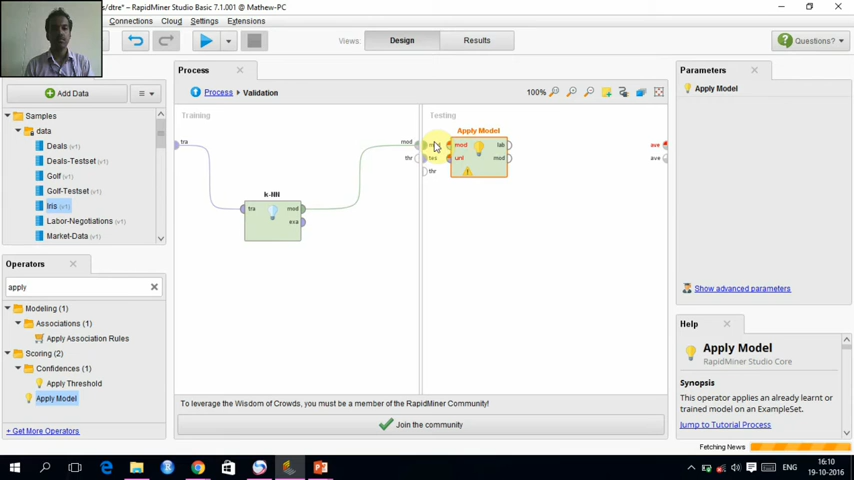 /dtre* – RapidMiner Studio Basic 7.1.001 @ Mathew-PC
Connections Cloud Settings Extensions
Views: Design Results Questions?
Add Data
Samples
data
Deals (v1)
Deals-Testset (v1)
Golf (v1)
Golf-Testset (v1)
Iris (v1)
Labor-Negotiations (v1)
Market-Data (v1)
Operators
apply
Modeling (1)
Associations (1)
Apply Association Rules
Scoring (2)
Confidences (1)
Apply Threshold
Apply Model
+ Get More Operators
Process
Process Validation
100%
Training
Testing
tra
k-NN
tra mod
exa
mod
thr
Apply Model
mod lab
unl mod
tes
thr
ave
ave
To leverage the Wisdom of Crowds, you must be a member of the RapidMiner Community!
Join the community
Parameters
Apply Model
Show advanced parameters
Help
Apply Model
RapidMiner Studio Core
Synopsis
This operator applies an already learnt or
trained model on an ExampleSet.
Jump to Tutorial Process
Fetching News
ENG
16:10
19-10-2016